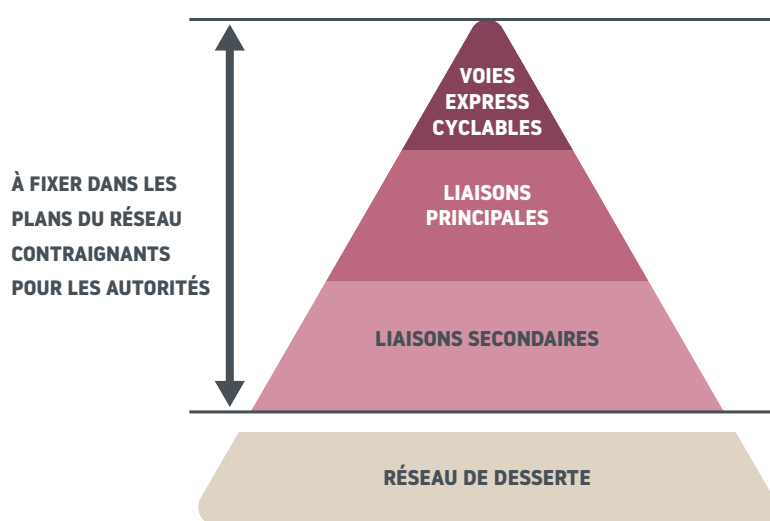 VOIES
EXPRESS
CYCLABLES
À FIXER DANS LES
PLANS DU RÉSEAU
CONTRAIGNANTS
POUR LES AUTORITÉS
LIAISONS
PRINCIPALES
LIAISONS SECONDAIRES
RÉSEAU DE DESSERTE